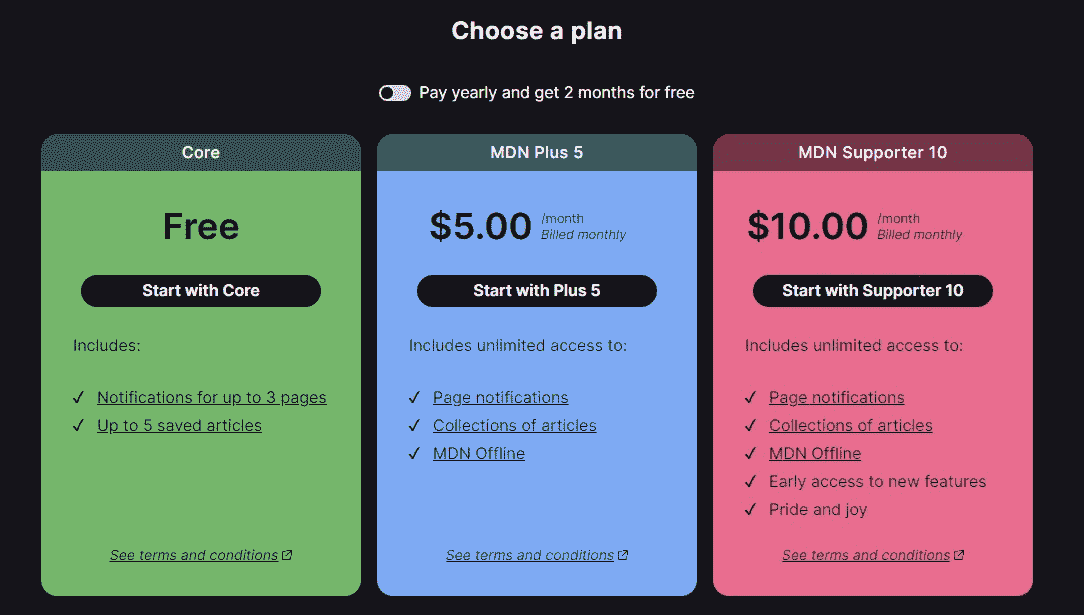 Choose a plan
Pay yearly and get 2 months for free
Core
Free
Start with Core
Includes:
✓ Notifications for up to 3 pages
✓ Up to 5 saved articles
See terms and conditions
MDN Plus 5
$5.00 /month
Billed monthly
Start with Plus 5
Includes unlimited access to:
✓ Page notifications
✓ Collections of articles
✓ MDN Offline
See terms and conditions
MDN Supporter 10
$10.00 /month
Billed monthly
Start with Supporter 10
Includes unlimited access to:
✓ Page notifications
✓ Collections of articles
✓ MDN Offline
✓ Early access to new features
✓ Pride and joy
See terms and conditions